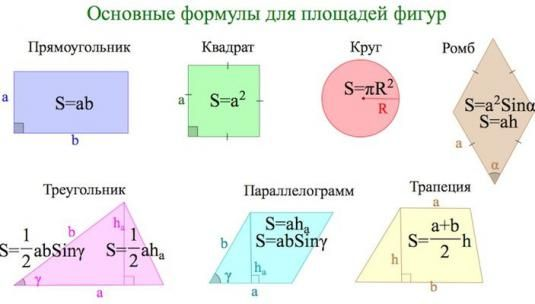 Основные формулы для площадей фигур
Прямоугольник
a
S=ab
b
Квадрат
a
S=a²
Круг
S=πR²
R
Ромб
S=a²Sinα
S=ah
a
α
Треугольник
S=1/2abSinγ
b
hₐ
S=1/2ahₐ
γ
a
Параллелограмм
S=ahₐ
S=abSinγ
b
hₐ
γ
a
Трапеция
a
S=a+b/2h
h
b